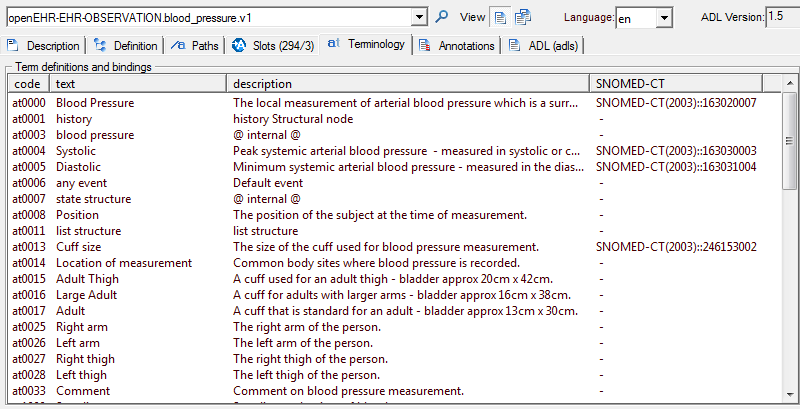 openEHR-EHR-OBSERVATION.blood_pressure.v1 View Language: en ADL Version: 1.5
Description Definition Paths Slots (294/3) Terminology Annotations ADL (adls)
Term definitions and bindings
code text description SNOMED-CT
at0000 Blood Pressure The local measurement of arterial blood pressure which is a surr... SNOMED-CT(2003)::163020007
at0001 history history Structural node -
at0003 blood pressure @ internal @ -
at0004 Systolic Peak systemic arterial blood pressure - measured in systolic or c... SNOMED-CT(2003)::163030003
at0005 Diastolic Minimum systemic arterial blood pressure - measured in the dias... SNOMED-CT(2003)::163031004
at0006 any event Default event -
at0007 state structure @ internal @ -
at0008 Position The position of the subject at the time of measurement. -
at0011 list structure list structure -
at0013 Cuff size The size of the cuff used for blood pressure measurement. SNOMED-CT(2003)::246153002
at0014 Location of measurement Common body sites where blood pressure is recorded. -
at0015 Adult Thigh A cuff used for an adult thigh - bladder approx 20cm x 42cm. -
at0016 Large Adult A cuff for adults with larger arms - bladder approx 16cm x 38cm. -
at0017 Adult A cuff that is standard for an adult - bladder approx 13cm x 30cm. -
at0025 Right arm The right arm of the person. -
at0026 Left arm The left arm of the person. -
at0027 Right thigh The right thigh of the person. -
at0028 Left thigh The left thigh of the person. -
at0033 Comment Comment on blood pressure measurement. -